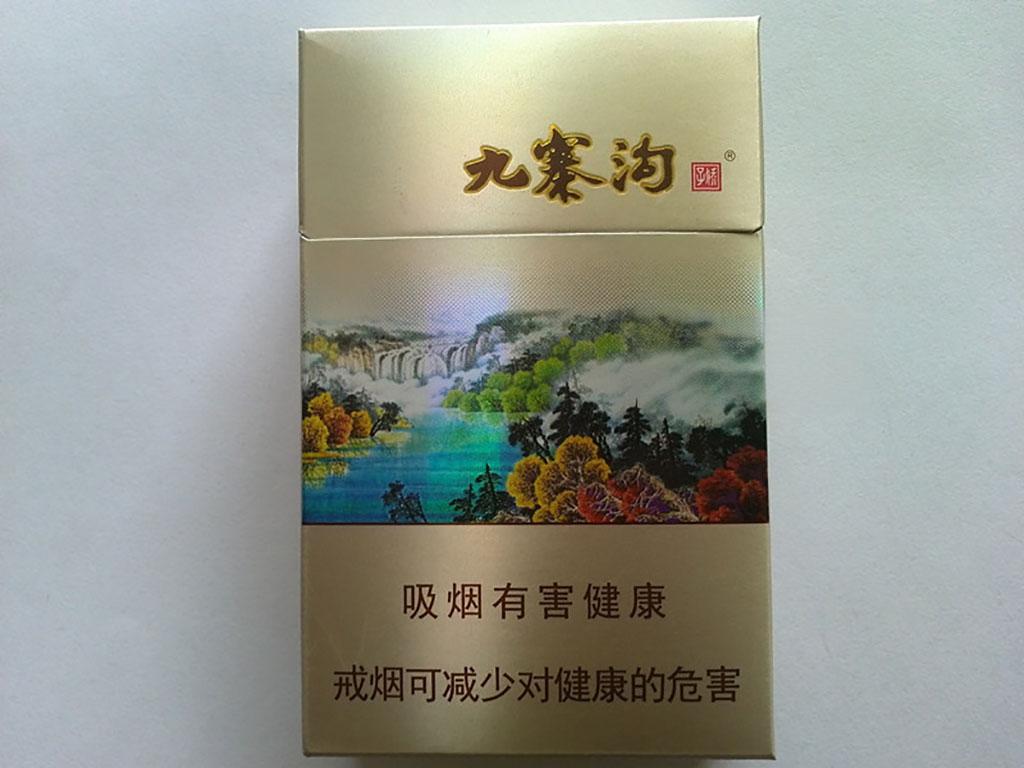 九寨沟 ®
吸烟有害健康
戒烟可减少对健康的危害